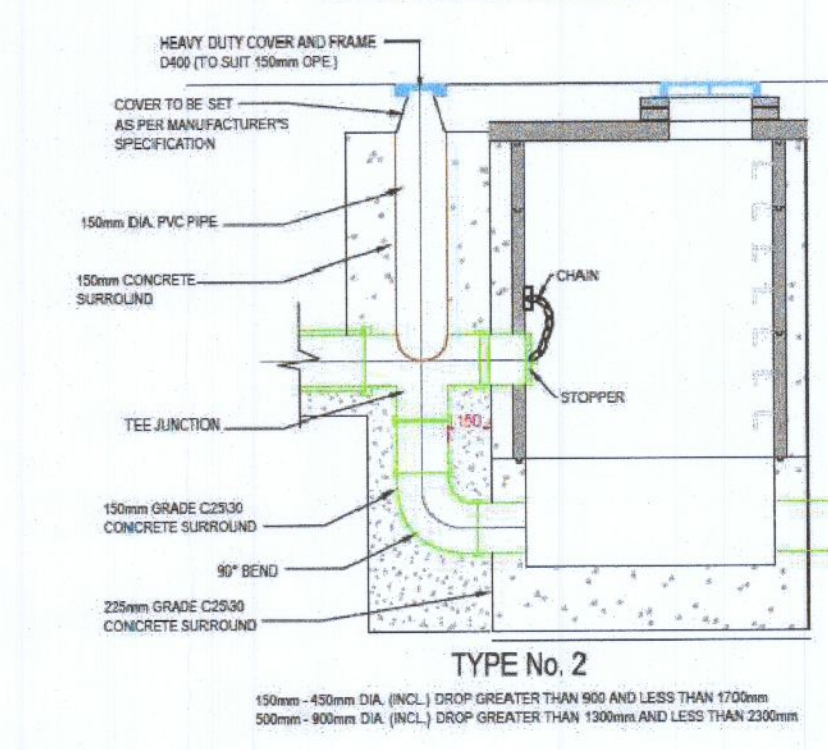 HEAVY DUTY COVER AND FRAME
D400 (TO SUIT 150mm OPE.)
COVER TO BE SET
AS PER MANUFACTURER'S
SPECIFICATION
150mm DIA. PVC PIPE
150mm CONCRETE
SURROUND
CHAIN
STOPPER
TEE JUNCTION
150
150mm GRADE C25\30
CONCRETE SURROUND
90° BEND
225mm GRADE C25\30
CONCRETE SURROUND
TYPE No. 2
150mm - 450mm DIA. (INCL.) DROP GREATER THAN 900 AND LESS THAN 1700mm
500mm - 900mm DIA. (INCL.) DROP GREATER THAN 1300mm AND LESS THAN 2300mm